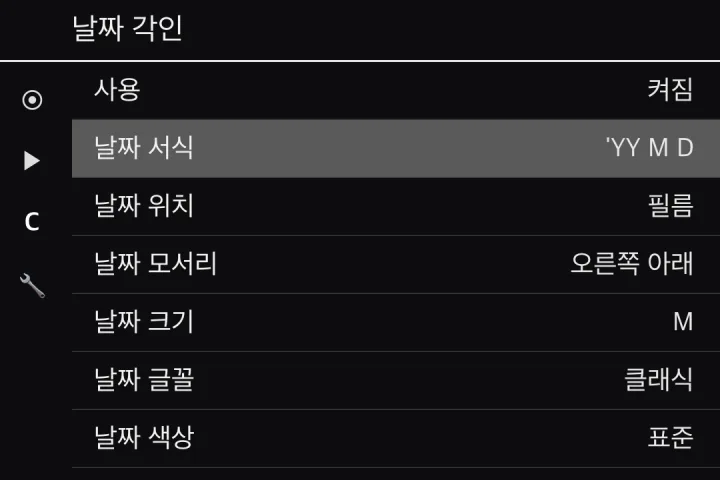 날짜 각인
사용 켜짐
날짜 서식 'YY M D
날짜 위치 필름
C
날짜 모서리 오른쪽 아래
날짜 크기 M
날짜 글꼴 클래식
날짜 색상 표준